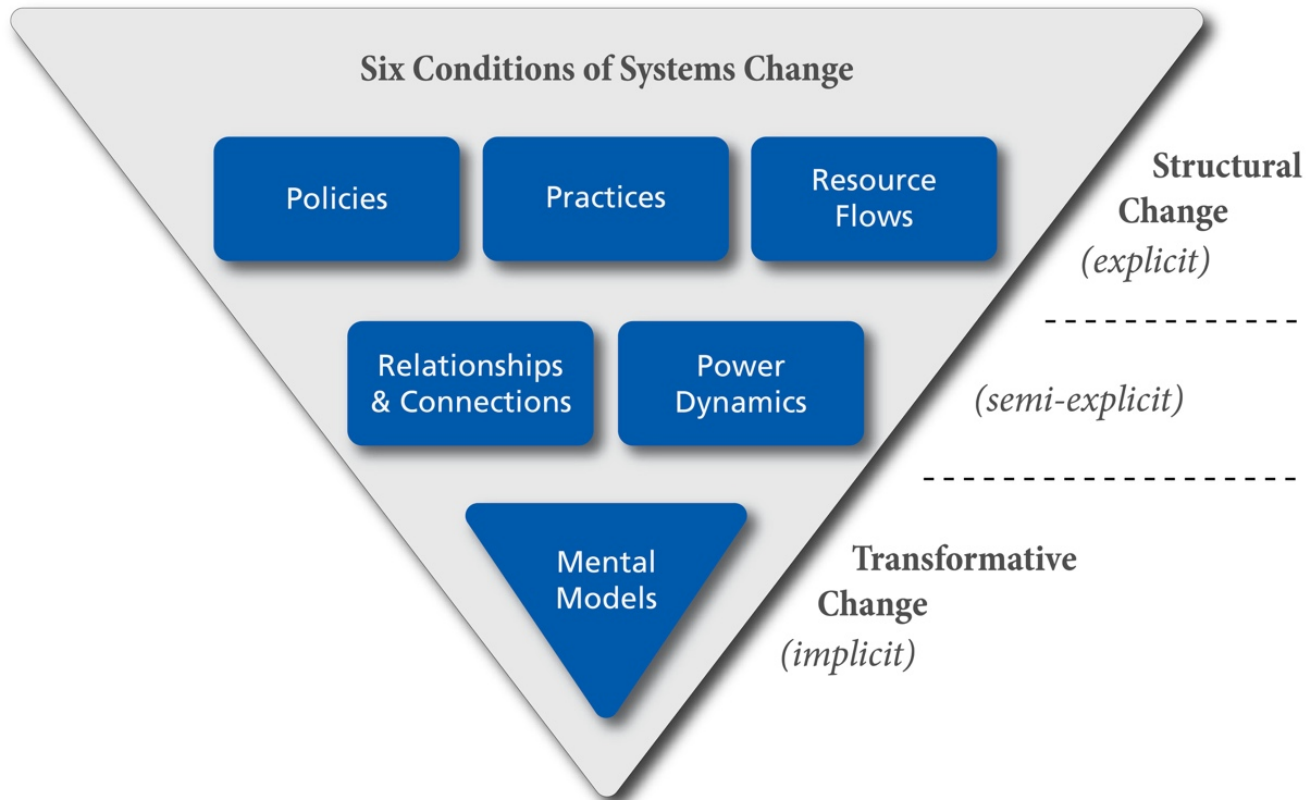 Six Conditions of Systems Change
Policies
Practices
Resource
Flows
Structural
Change
(explicit)
Relationships
& Connections
Power
Dynamics
(semi-explicit)
Mental
Models
Transformative
Change
(implicit)